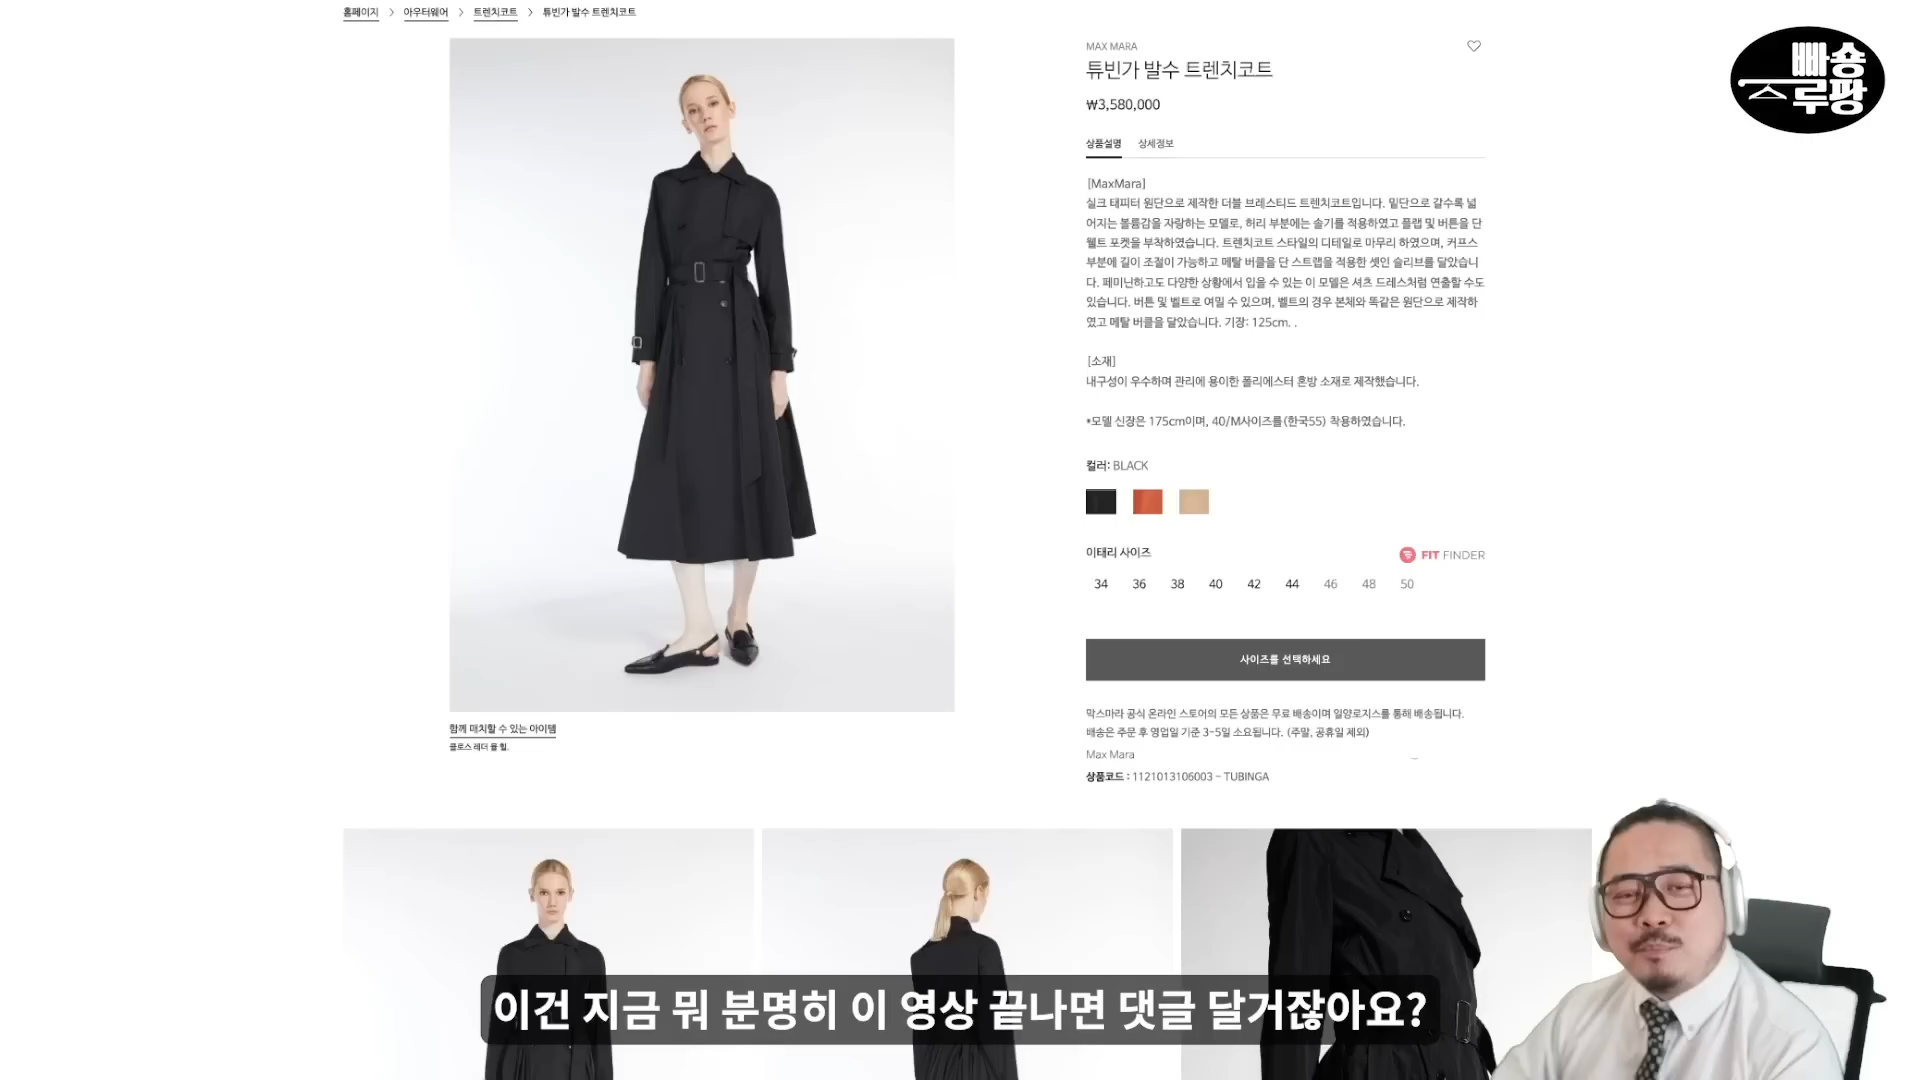 홈페이지 > 아우터웨어 > 트렌치코트 > 튜빈가 발수 트렌치코트
빠숑
루팡
MAX MARA
튜빈가 발수 트렌치코트
₩3,580,000
상품설명 상세정보
[MaxMara]
실크 태피터 원단으로 제작한 더블 브레스티드 트렌치코트입니다. 밑단으로 갈수록 넓
어지는 볼륨감을 자랑하는 모델로, 허리 부분에는 솔기를 적용하였고 플랩 및 버튼을 단
웰트 포켓을 부착하였습니다. 트렌치코트 스타일의 디테일로 마무리 하였으며, 커프스
부분에 길이 조절이 가능하고 메탈 버클을 단 스트랩을 적용한 셋인 슬리브를 달았습니
다. 페미닌하고도 다양한 상황에서 입을 수 있는 이 모델은 셔츠 드레스처럼 연출할 수도
있습니다. 버튼 및 벨트로 여밀 수 있으며, 벨트의 경우 본체와 똑같은 원단으로 제작하
였고 메탈 버클을 달았습니다. 기장: 125cm. .
[소재]
내구성이 우수하며 관리에 용이한 폴리에스터 혼방 소재로 제작했습니다.
*모델 신장은 175cm이며, 40/M사이즈를(한국55) 착용하였습니다.
컬러: BLACK
이태리 사이즈
FIT FINDER
34 36 38 40 42 44 46 48 50
사이즈를 선택하세요
막스마라 공식 온라인 스토어의 모든 상품은 무료 배송이며 일양로지스를 통해 배송됩니다.
배송은 주문 후 영업일 기준 3-5일 소요됩니다. (주말, 공휴일 제외)
Max Mara
상품코드 : 1121013106003 - TUBINGA
함께 매치할 수 있는 아이템
클로스 레더 뮬 힐.
이건 지금 뭐 분명히 이 영상 끝나면 댓글 달거잖아요?